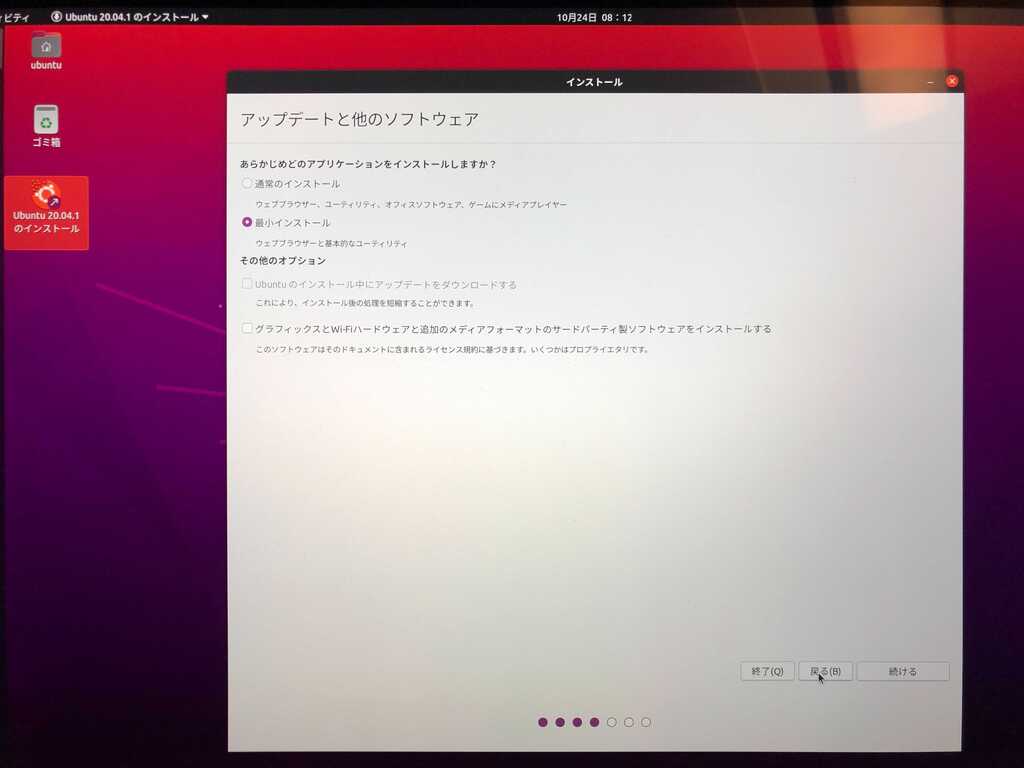 ィビティ
Ubuntu 20.04.1 のインストール
10月24日 08:12
ubuntu
ゴミ箱
Ubuntu 20.04.1
のインストール
インストール
アップデートと他のソフトウェア
あらかじめどのアプリケーションをインストールしますか？
通常のインストール
ウェブブラウザー、ユーティリティ、オフィスソフトウェア、ゲームにメディアプレイヤー
最小インストール
ウェブブラウザーと基本的なユーティリティ
その他のオプション
Ubuntu のインストール中にアップデートをダウンロードする
これにより、インストール後の処理を短縮することができます。
グラフィックスとWi-Fiハードウェアと追加のメディアフォーマットのサードパーティ製ソフトウェアをインストールする
このソフトウェアはそのドキュメントに含まれるライセンス規約に基づきます。いくつかはプロプライエタリです。
終了(Q)
戻る(B)
続ける